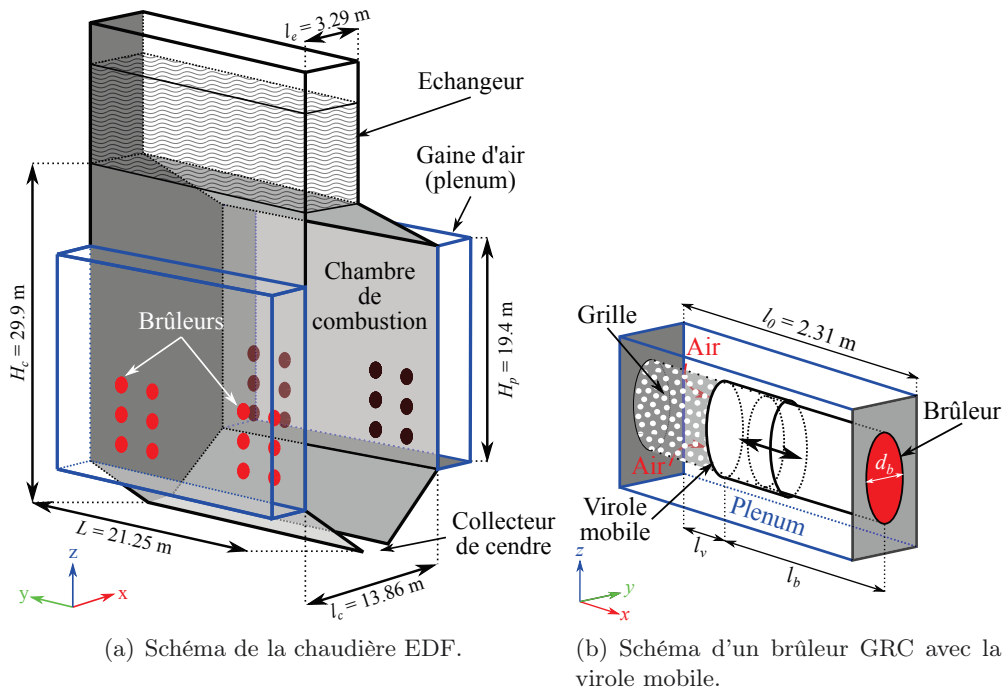 l_e = 3.29 m
Echangeur
Gaine d'air
(plenum)
Chambre
de
combustion
Brûleurs
H_c = 29.9 m
H_p = 19.4 m
L = 21.25 m
Collecteur
de cendre
l_c = 13.86 m
z
y
x
(a) Schéma de la chaudière EDF.
l_0 = 2.31 m
Grille
Air
Brûleur
d_b
Air
Virole
mobile
Plenum
l_v
l_b
z
y
x
(b) Schéma d'un brûleur GRC avec la
virole mobile.